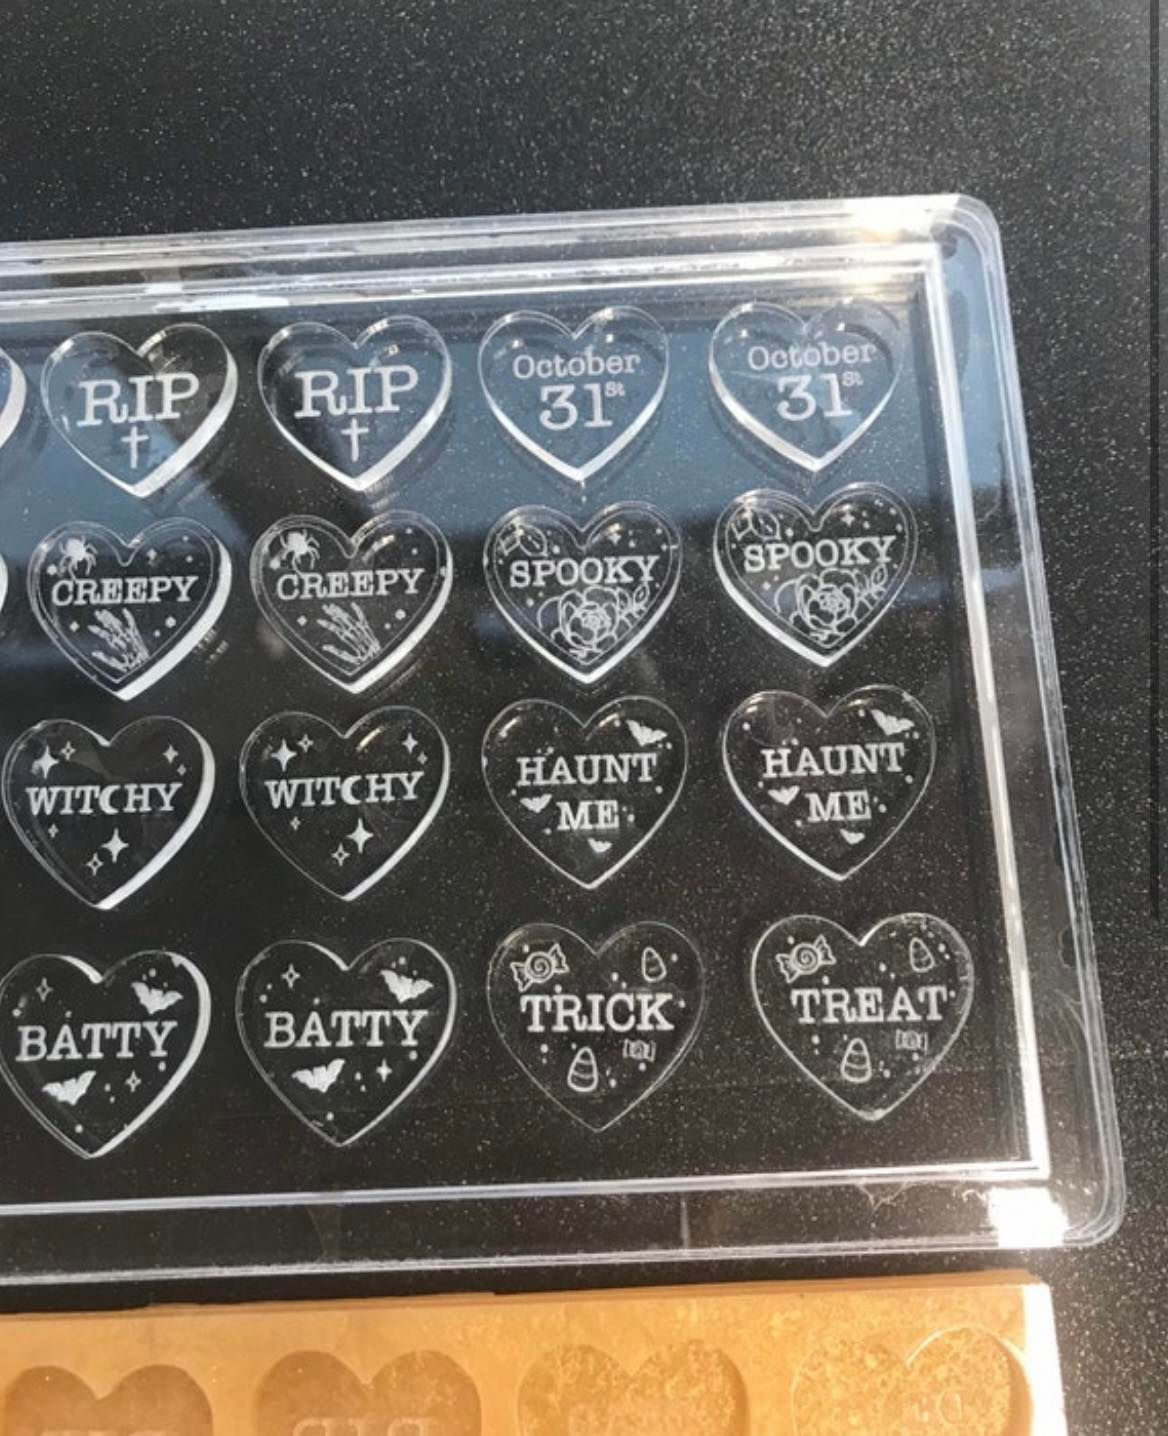 RIP
RIP
October
31st
October
31st
CREEPY
CREEPY
SPOOKY
SPOOKY
WITCHY
WITCHY
HAUNT
ME
HAUNT
ME
BATTY
BATTY
TRICK
TREAT